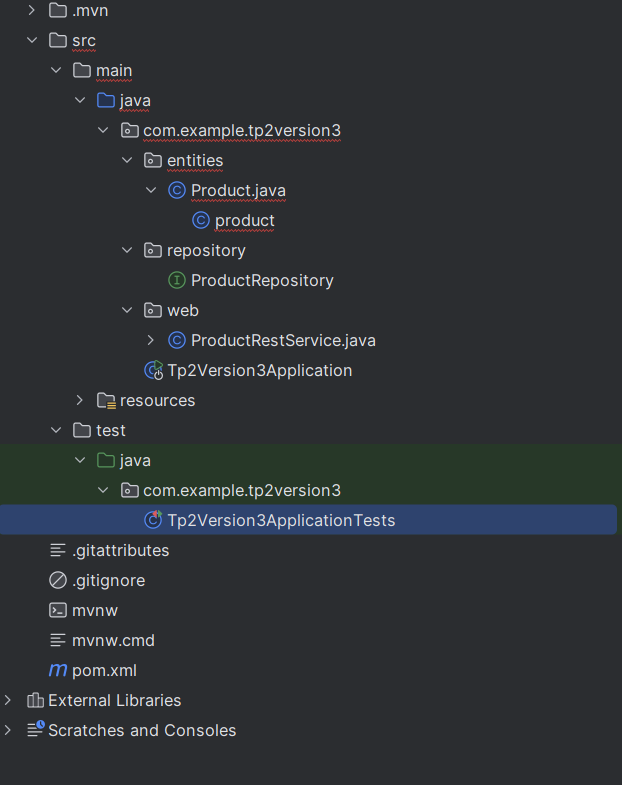 .mvn
src
main
java
com.example.tp2version3
entities
Product.java
product
repository
ProductRepository
web
ProductRestService.java
Tp2Version3Application
resources
test
java
com.example.tp2version3
Tp2Version3ApplicationTests
.gitattributes
.gitignore
mvnw
mvnw.cmd
pom.xml
External Libraries
Scratches and Consoles